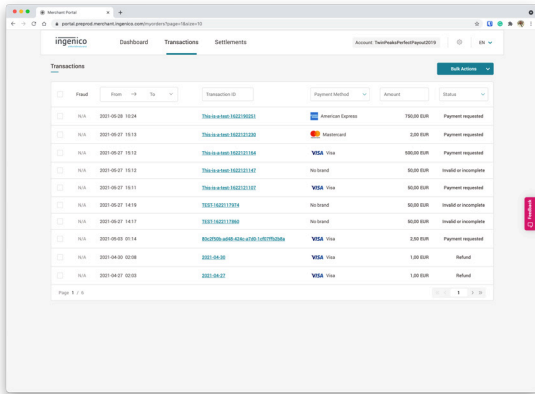 Merchant Portal
portal.preprod.merchant.ingenico.com/myorders?page=1&size=10
ingenico
Dashboard Transactions Settlements Account: TwinPeaksPerfectPayout2015 EN
Transactions
Bulk Actions
Fraud From → To Transaction ID Payment Method Amount Status
N/A 2021-05-28 10:24 This-is-a-test-1622190251 American Express 750,00 EUR Payment requested
N/A 2021-05-27 15:13 This-is-a-test-1622121230 Mastercard 2,00 EUR Payment requested
N/A 2021-05-27 15:12 This-is-a-test-1622121164 VISA Visa 500,00 EUR Payment requested
N/A 2021-05-27 15:12 This-is-a-test-1622121147 No brand 50,00 EUR Invalid or incomplete
N/A 2021-05-27 15:11 This-is-a-test-1622121107 VISA Visa 50,00 EUR Payment requested
N/A 2021-05-27 14:19 TEST-1622117974 No brand 50,00 EUR Invalid or incomplete
N/A 2021-05-27 14:17 TEST-1622117860 No brand 50,00 EUR Invalid or incomplete
N/A 2021-05-03 01:14 VISA Visa 2,00 EUR Payment requested
N/A 2021-04-30 02:08 2021-04-30 VISA Visa 1,00 EUR Refund
N/A 2021-04-27 02:03 2021-04-27 VISA Visa 1,00 EUR Refund
Page 1 / 6 1
Feedback